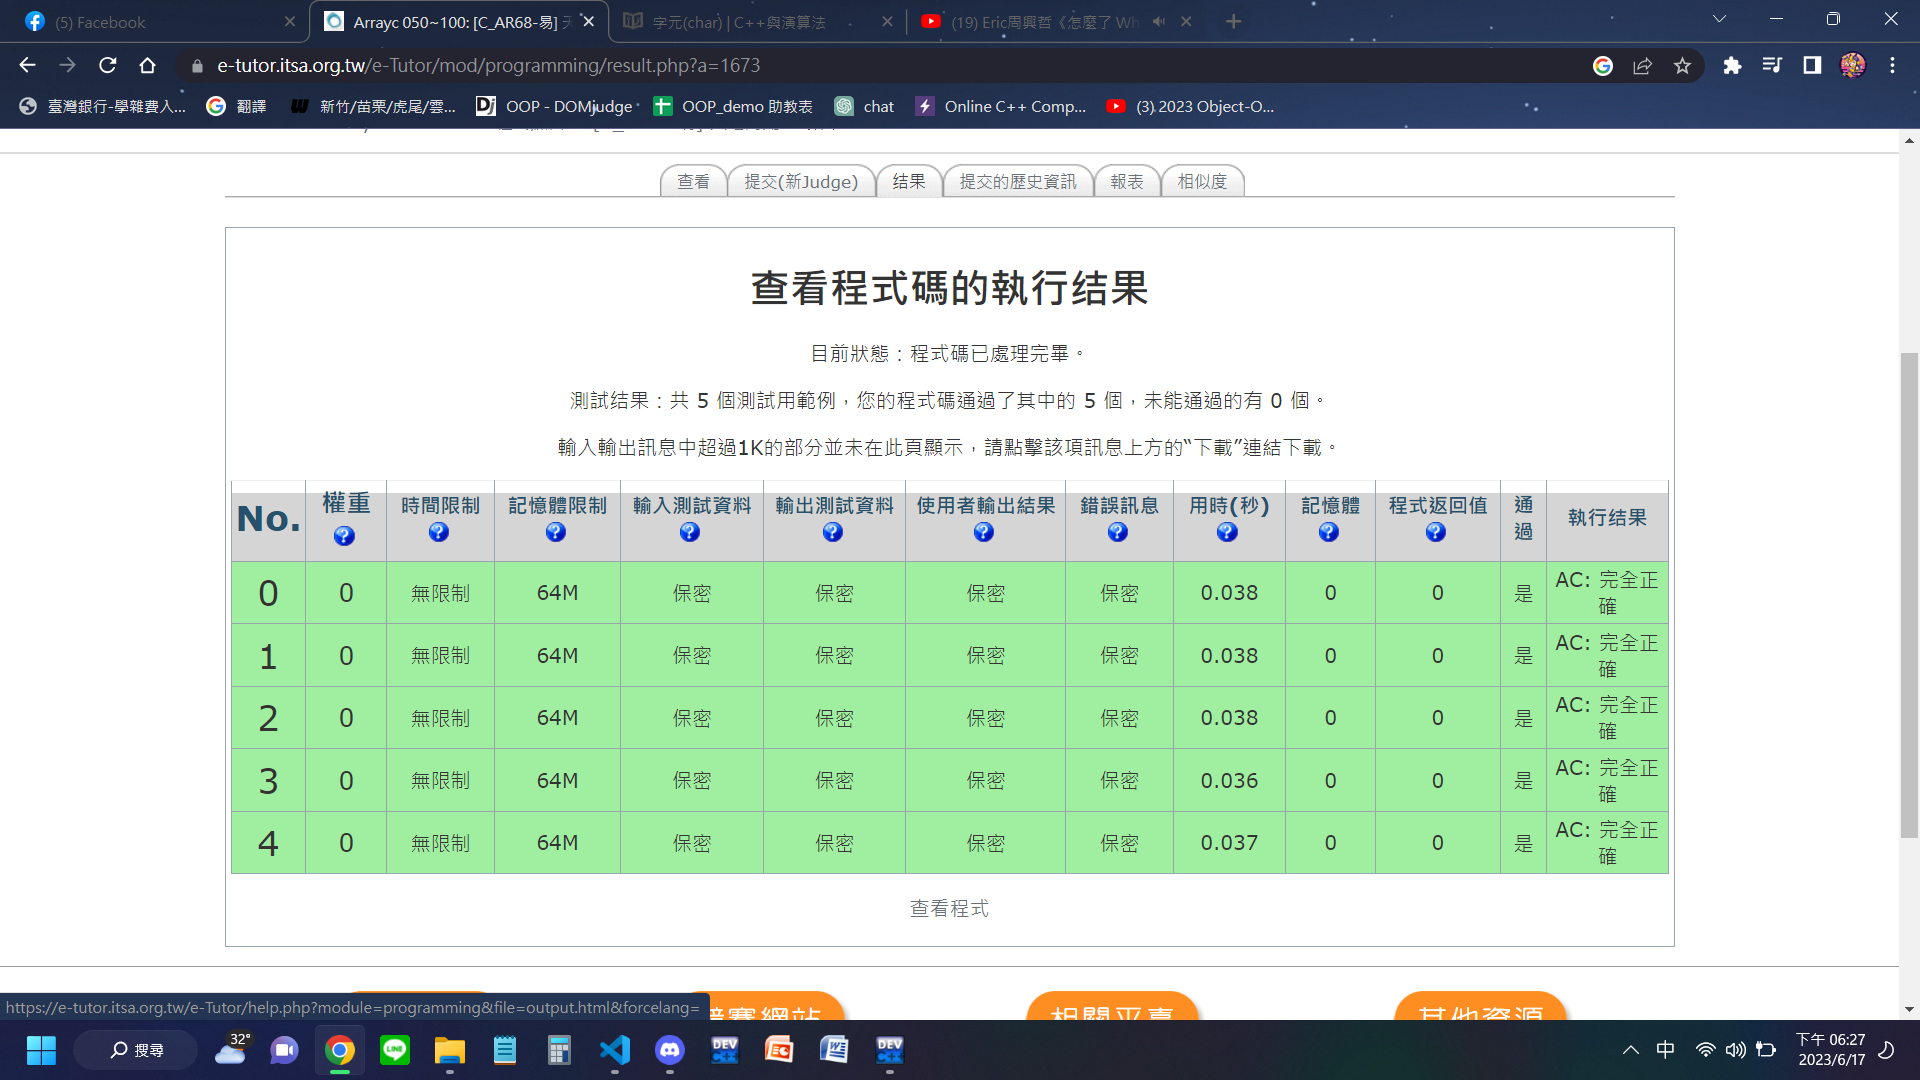 (5) Facebook
Arrayc 050~100: [C_AR68-易] 天
字元(char) | C++與演算法
(19) Eric周興哲《怎麼了 Wh
e-tutor.itsa.org.tw/e-Tutor/mod/programming/result.php?a=1673
臺灣銀行-學雜費入...
翻譯
新竹/苗栗/虎尾/雲...
OOP - DOMjudge
OOP_demo 助教表
chat
Online C++ Comp...
(3) 2023 Object-O...
查看
提交(新Judge)
結果
提交的歷史資訊
報表
相似度
查看程式碼的執行结果
目前狀態：程式碼已處理完畢。
測試结果：共 5 個測試用範例，您的程式碼通過了其中的 5 個，未能通過的有 0 個。
輸入輸出訊息中超過1K的部分並未在此頁顯示，請點擊該項訊息上方的“下載”連結下載。
No. 權重 時間限制 記憶體限制 輸入測試資料 輸出測試資料 使用者輸出結果 錯誤訊息 用時(秒) 記憶體 程式返回值 通過 執行结果
0 0 無限制 64M 保密 保密 保密 保密 0.038 0 0 是 AC: 完全正確
1 0 無限制 64M 保密 保密 保密 保密 0.038 0 0 是 AC: 完全正確
2 0 無限制 64M 保密 保密 保密 保密 0.038 0 0 是 AC: 完全正確
3 0 無限制 64M 保密 保密 保密 保密 0.036 0 0 是 AC: 完全正確
4 0 無限制 64M 保密 保密 保密 保密 0.037 0 0 是 AC: 完全正確
查看程式
https://e-tutor.itsa.org.tw/e-Tutor/help.php?module=programming&file=output.html&forcelang=
競賽網站
相關平臺
其他資源
搜尋
32°
LINE
DEV C++
DEV C++
中
下午 06:27
2023/6/17